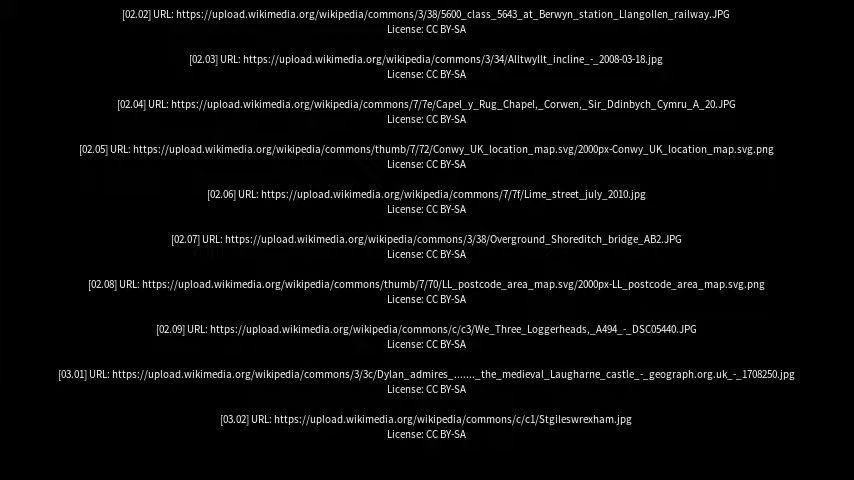 [02.02] URL: https://upload.wikimedia.org/wikipedia/commons/3/38/5600_class_5643_at_Berwyn_station_Llangollen_railway.JPG
License: CC BY-SA
[02.03] URL: https://upload.wikimedia.org/wikipedia/commons/3/34/Alltwyllt_incline_-_2008-03-18.jpg
License: CC BY-SA
[02.04] URL: https://upload.wikimedia.org/wikipedia/commons/7/7e/Capel_y_Rug_Chapel,_Corwen,_Sir_Ddinbych_Cymru_A_20.JPG
License: CC BY-SA
[02.05] URL: https://upload.wikimedia.org/wikipedia/commons/thumb/7/72/Conwy_UK_location_map.svg/2000px-Conwy_UK_location_map.svg.png
License: CC BY-SA
[02.06] URL: https://upload.wikimedia.org/wikipedia/commons/7/7f/Lime_street_july_2010.jpg
License: CC BY-SA
[02.07] URL: https://upload.wikimedia.org/wikipedia/commons/3/38/Overground_Shoreditch_bridge_AB2.JPG
License: CC BY-SA
[02.08] URL: https://upload.wikimedia.org/wikipedia/commons/thumb/7/70/LL_postcode_area_map.svg/2000px-LL_postcode_area_map.svg.png
License: CC BY-SA
[02.09] URL: https://upload.wikimedia.org/wikipedia/commons/c/c3/We_Three_Loggerheads,_A494_-_DSC05440.JPG
License: CC BY-SA
[03.01] URL: https://upload.wikimedia.org/wikipedia/commons/3/3c/Dylan_admires_......._the_medieval_Laugharne_castle_-_geograph.org.uk_-_1708250.jpg
License: CC BY-SA
[03.02] URL: https://upload.wikimedia.org/wikipedia/commons/c/c1/Stgileswrexham.jpg
License: CC BY-SA